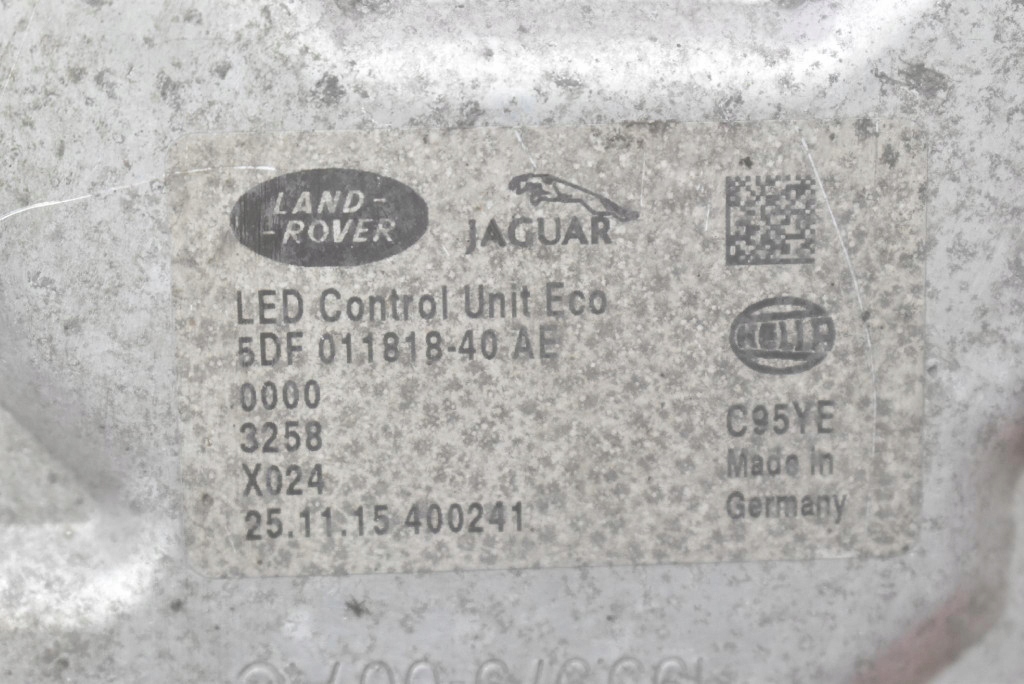 LAND-
-ROVER
JAGUAR
LED Control Unit Eco
5DF 011818-40 AE
0000
3258
X024
25.11.15 400241
HELLA
C95YE
Made in
Germany